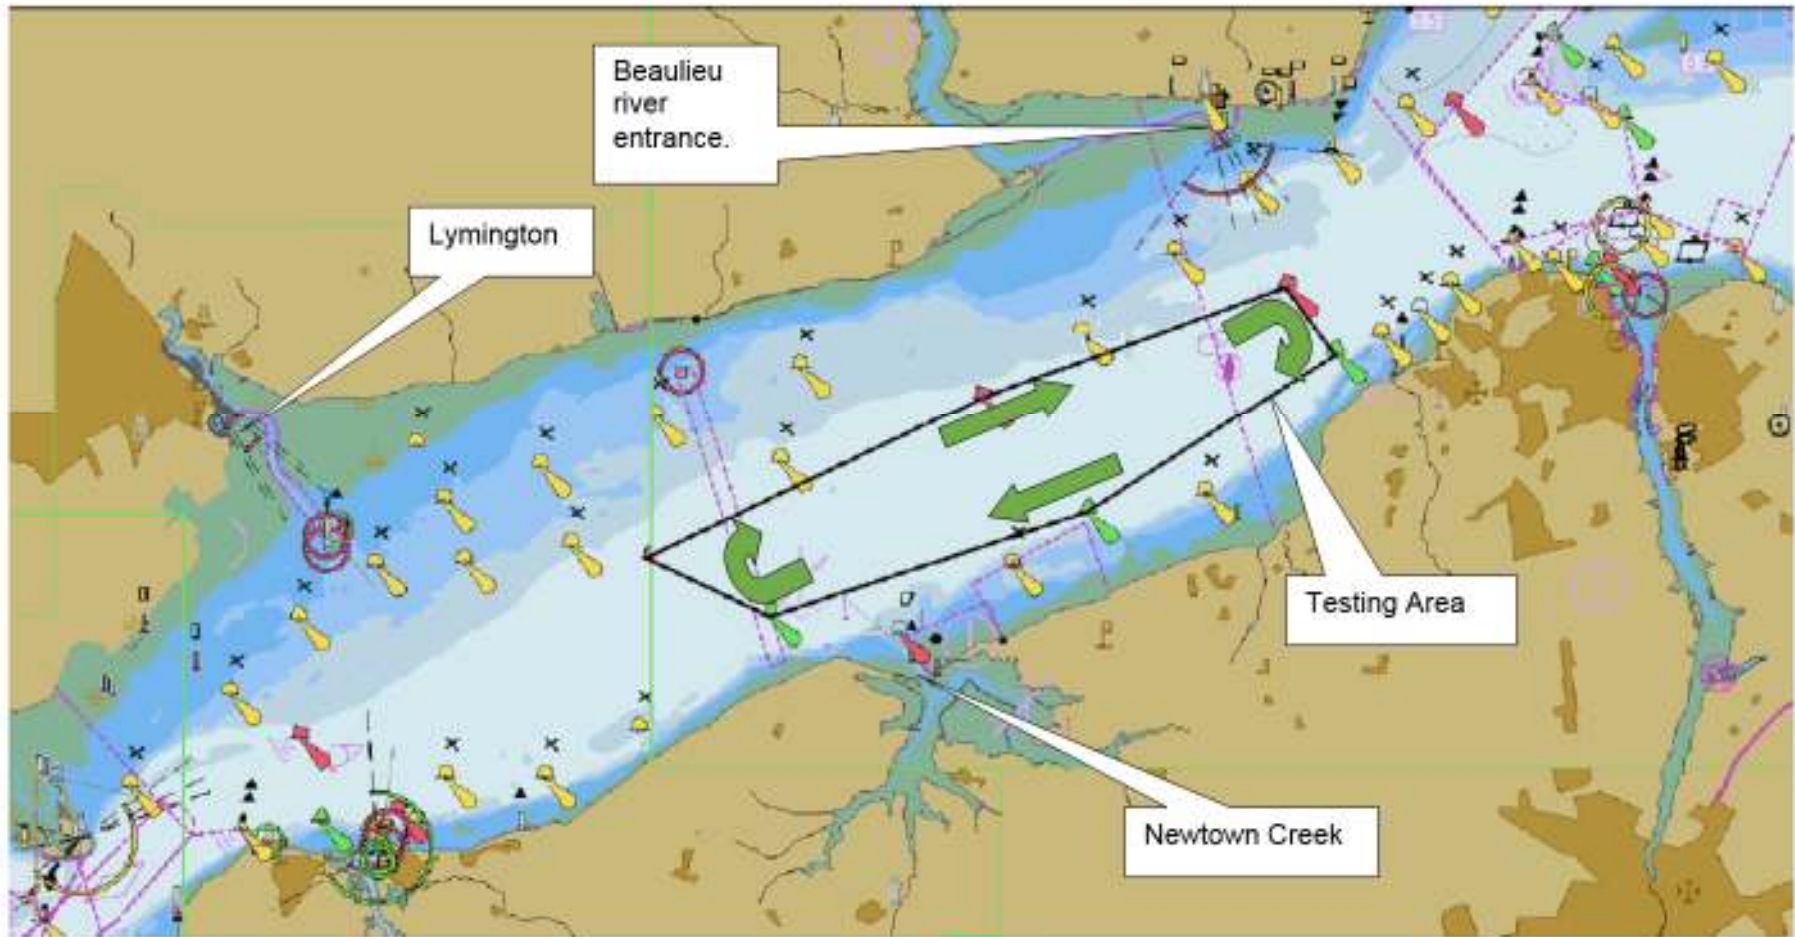 Beaulieu
river
entrance.
Lymington
Testing Area
Newtown Creek